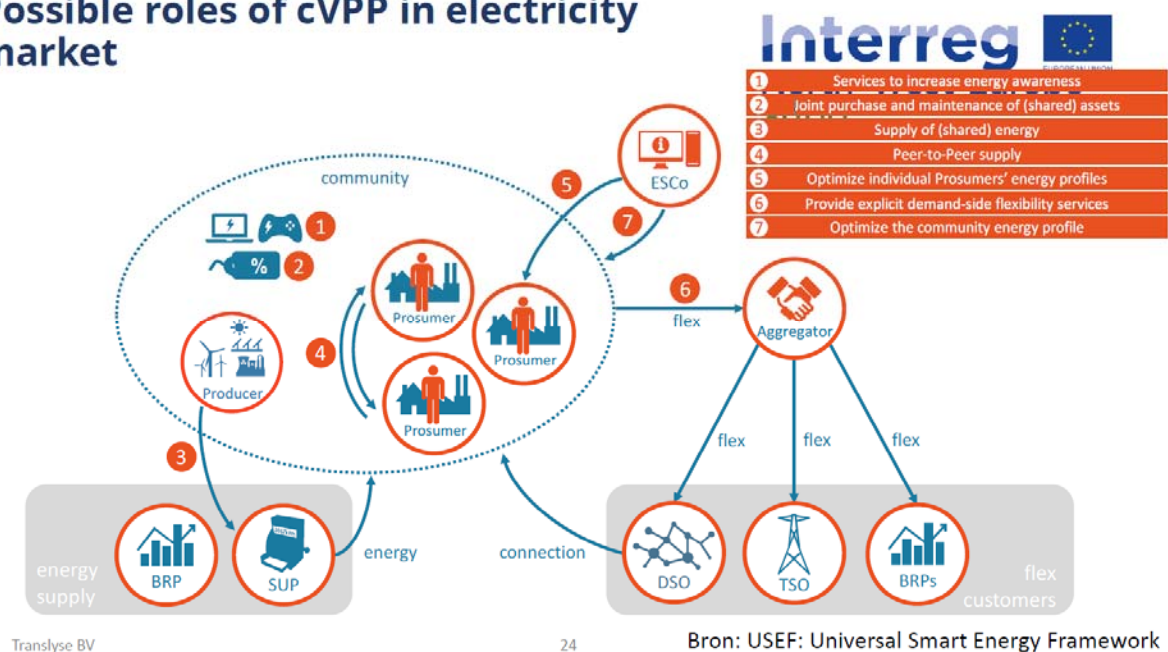 ossible roles of cVPP in electricity
arket
Interreg
1 Services to increase energy awareness
2 Joint purchase and maintenance of (shared) assets
3 Supply of (shared) energy
4 Peer-to-Peer supply
5 Optimize individual Prosumers' energy profiles
6 Provide explicit demand-side flexibility services
7 Optimize the community energy profile
ESCo
community
5
7
1
%
2
Prosumer
Prosumer
Prosumer
4
Producer
3
6
flex
Aggregator
flex
flex
flex
energy
supply
BRP
SUP
energy
connection
DSO
TSO
BRPs
flex
customers
Translyse BV
24
Bron: USEF: Universal Smart Energy Framework